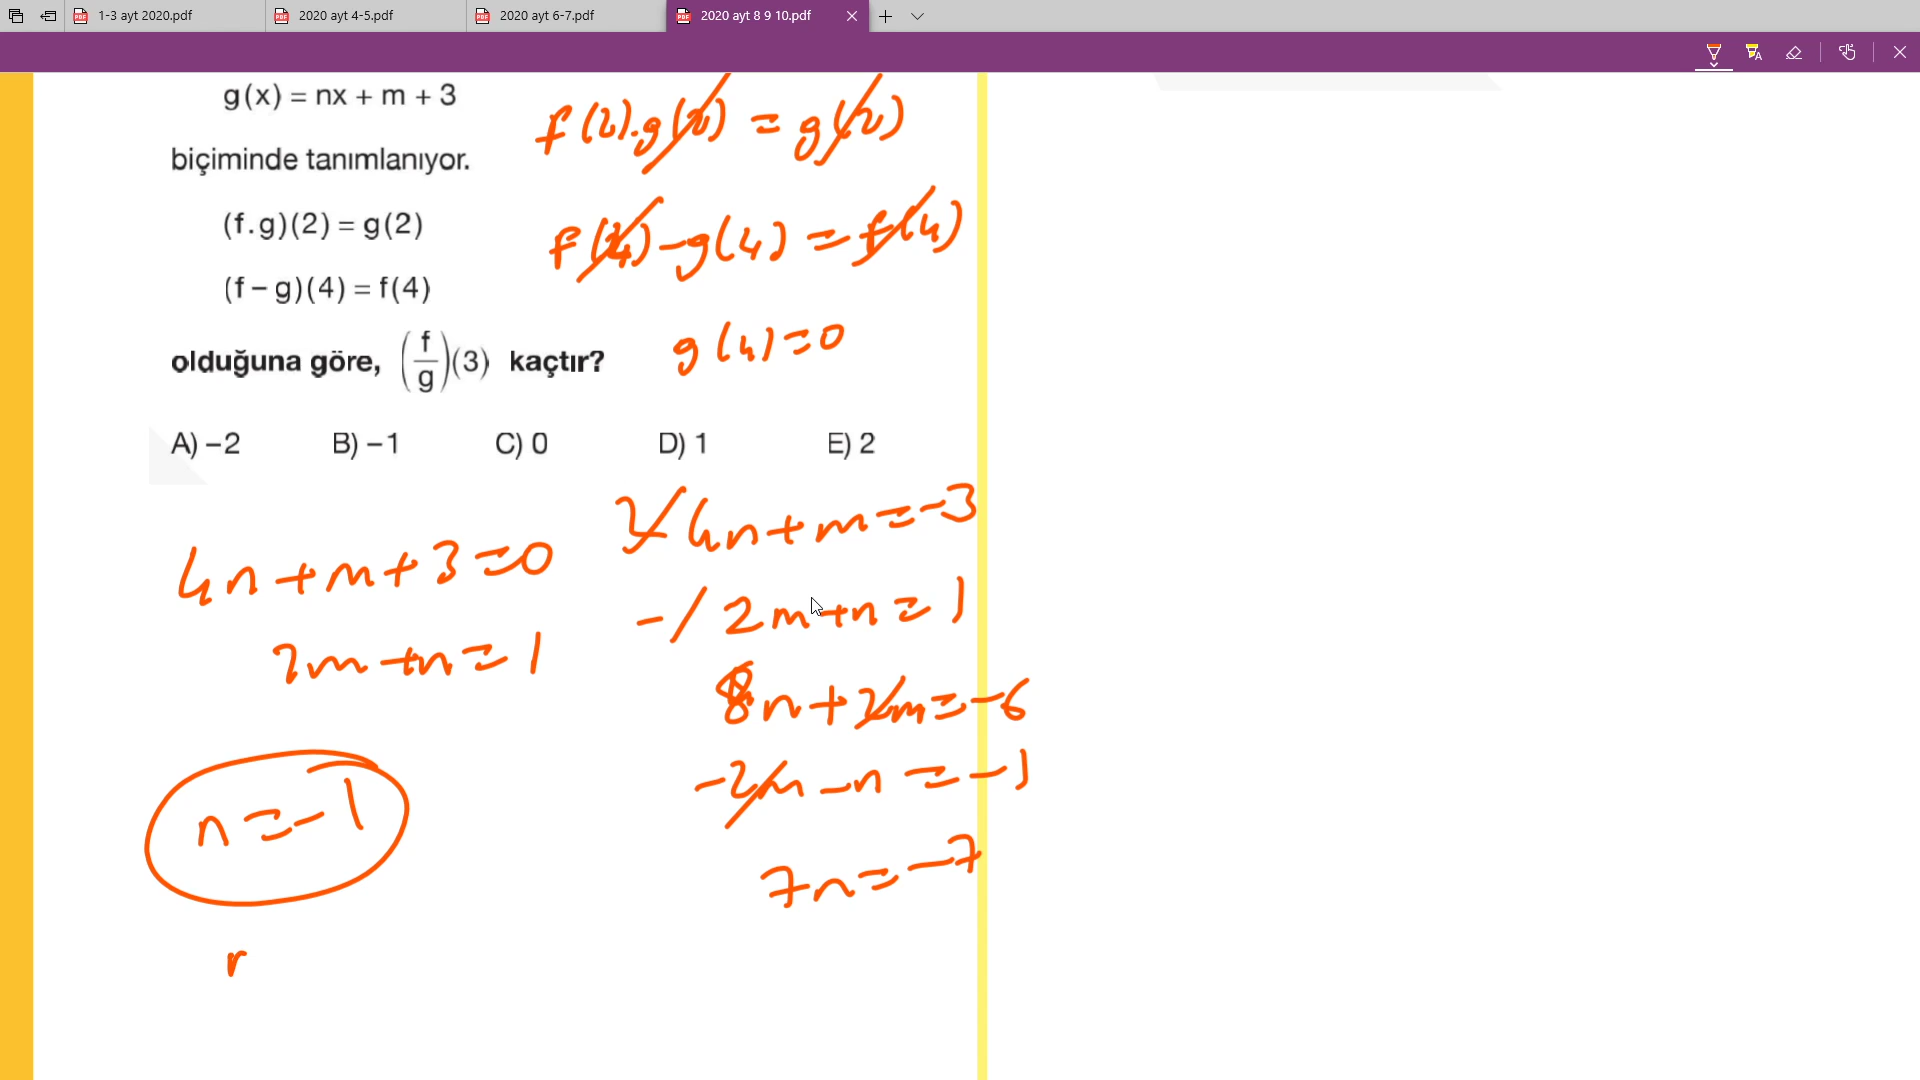 1-3 ayt 2020.pdf
2020 ayt 4-5.pdf
2020 ayt 6-7.pdf
2020 ayt 8 9 10.pdf
g(x) = nx + m + 3
biçiminde tanımlanıyor.
(f.g)(2) = g(2)
(f – g)(4) = f(4)
olduğuna göre, (f/g)(3) kaçtır?
A) –2 B) –1 C) 0 D) 1 E) 2
f(2).g(2) = g(2)
f(4) - g(4) = f(4)
g(4) = 0
4n + m + 3 = 0
2m + n = 1
n = -1
2/ 4n + m = -3
-/ 2m + n = 1
8n + 2m = -6
-2m - n = -1
7n = -7